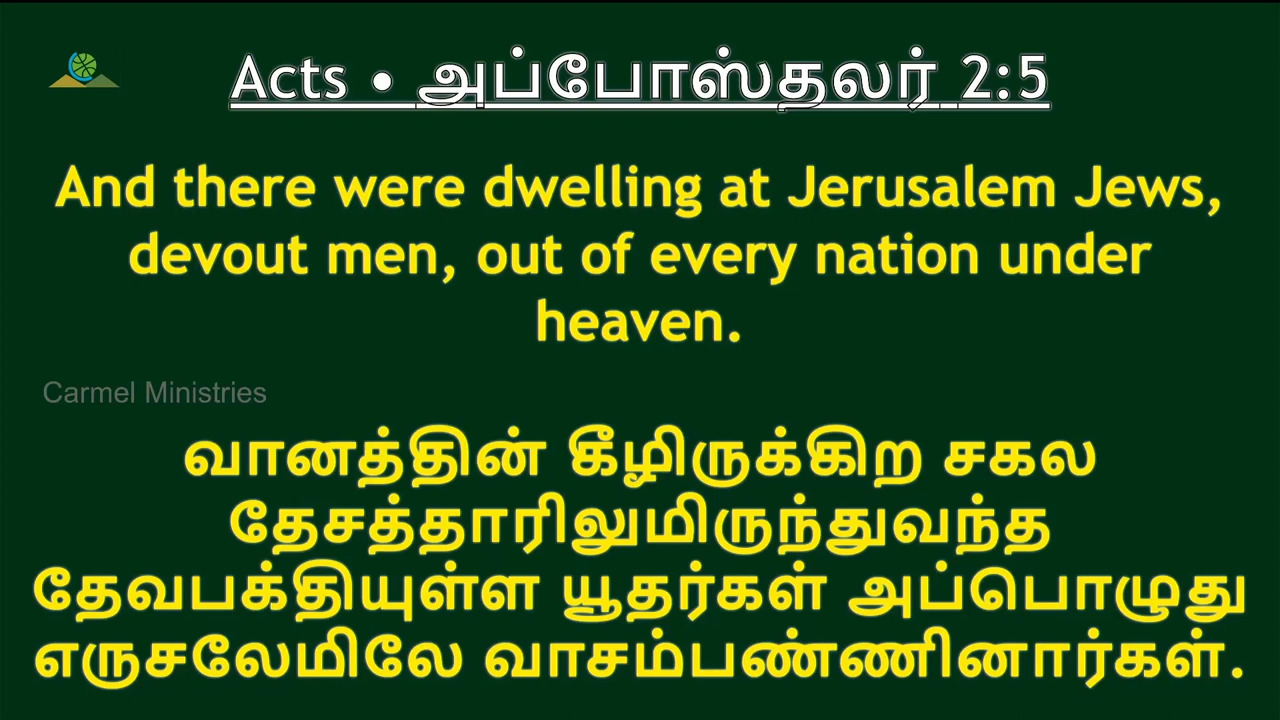 Acts • அப்போஸ்தலர் 2:5
And there were dwelling at Jerusalem Jews,
devout men, out of every nation under
heaven.
Carmel Ministries
வானத்தின் கீழிருக்கிற சகல
தேசத்தாரிலுமிருந்துவந்த
தேவபக்தியுள்ள யூதர்கள் அப்பொழுது
எருசலேமிலே வாசம்பண்ணினார்கள்.